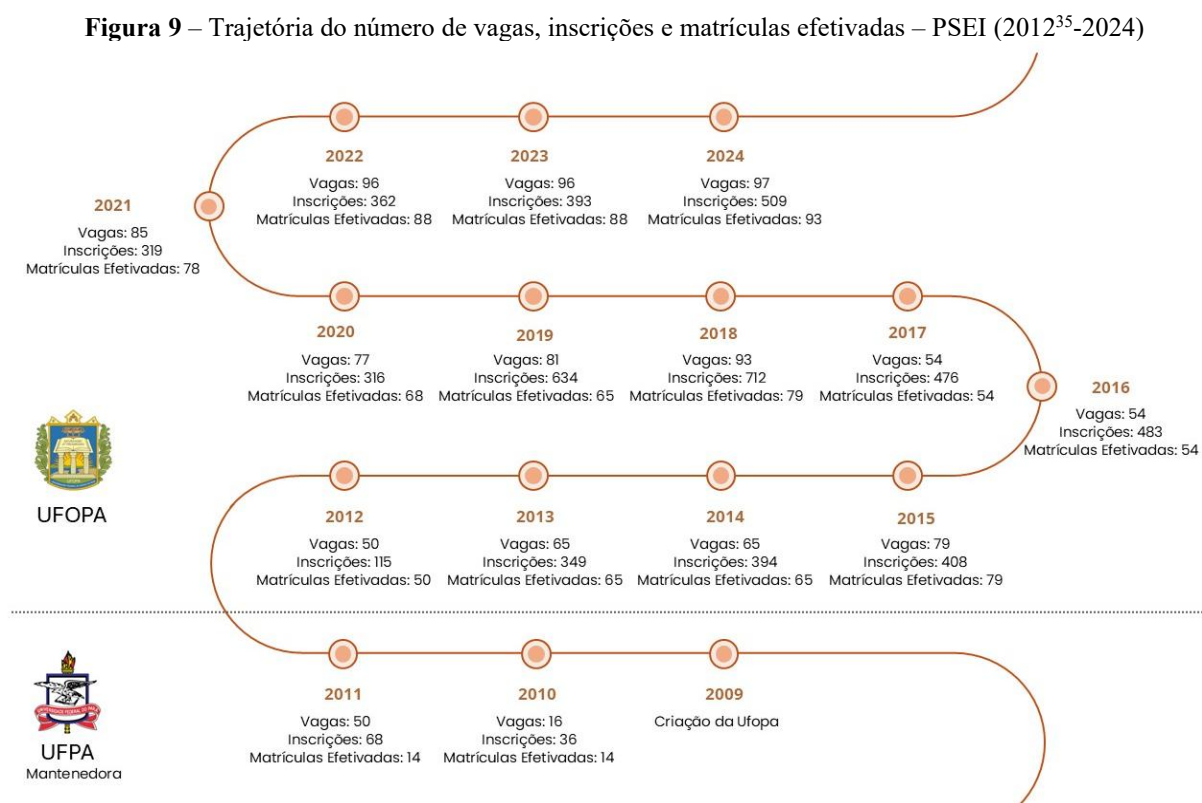 Figura 9 – Trajetória do número de vagas, inscrições e matrículas efetivadas – PSEI (2012³⁵-2024)
2022
Vagas: 96
Inscrições: 362
Matrículas Efetivadas: 88
2023
Vagas: 96
Inscrições: 393
Matrículas Efetivadas: 88
2024
Vagas: 97
Inscrições: 509
Matrículas Efetivadas: 93
2021
Vagas: 85
Inscrições: 319
Matrículas Efetivadas: 78
2020
Vagas: 77
Inscrições: 316
Matrículas Efetivadas: 68
2019
Vagas: 81
Inscrições: 634
Matrículas Efetivadas: 65
2018
Vagas: 93
Inscrições: 712
Matrículas Efetivadas: 79
2017
Vagas: 54
Inscrições: 476
Matrículas Efetivadas: 54
2016
Vagas: 54
Inscrições: 483
Matrículas Efetivadas: 54
UFOPA
2012
Vagas: 50
Inscrições: 115
Matrículas Efetivadas: 50
2013
Vagas: 65
Inscrições: 349
Matrículas Efetivadas: 65
2014
Vagas: 65
Inscrições: 394
Matrículas Efetivadas: 65
2015
Vagas: 79
Inscrições: 408
Matrículas Efetivadas: 79
UFPA
Mantenedora
2011
Vagas: 50
Inscrições: 68
Matrículas Efetivadas: 14
2010
Vagas: 16
Inscrições: 36
Matrículas Efetivadas: 14
2009
Criação da Ufopa